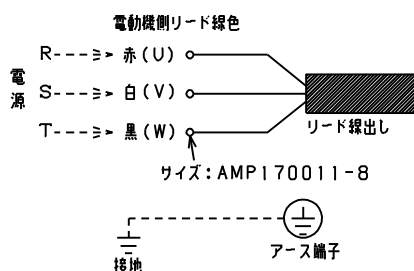 電動機側リード線色
電源
R 赤(U)
S 白(V)
T 黒(W)
リード線出し
サイズ:AMP170011-8
アース端子
接地